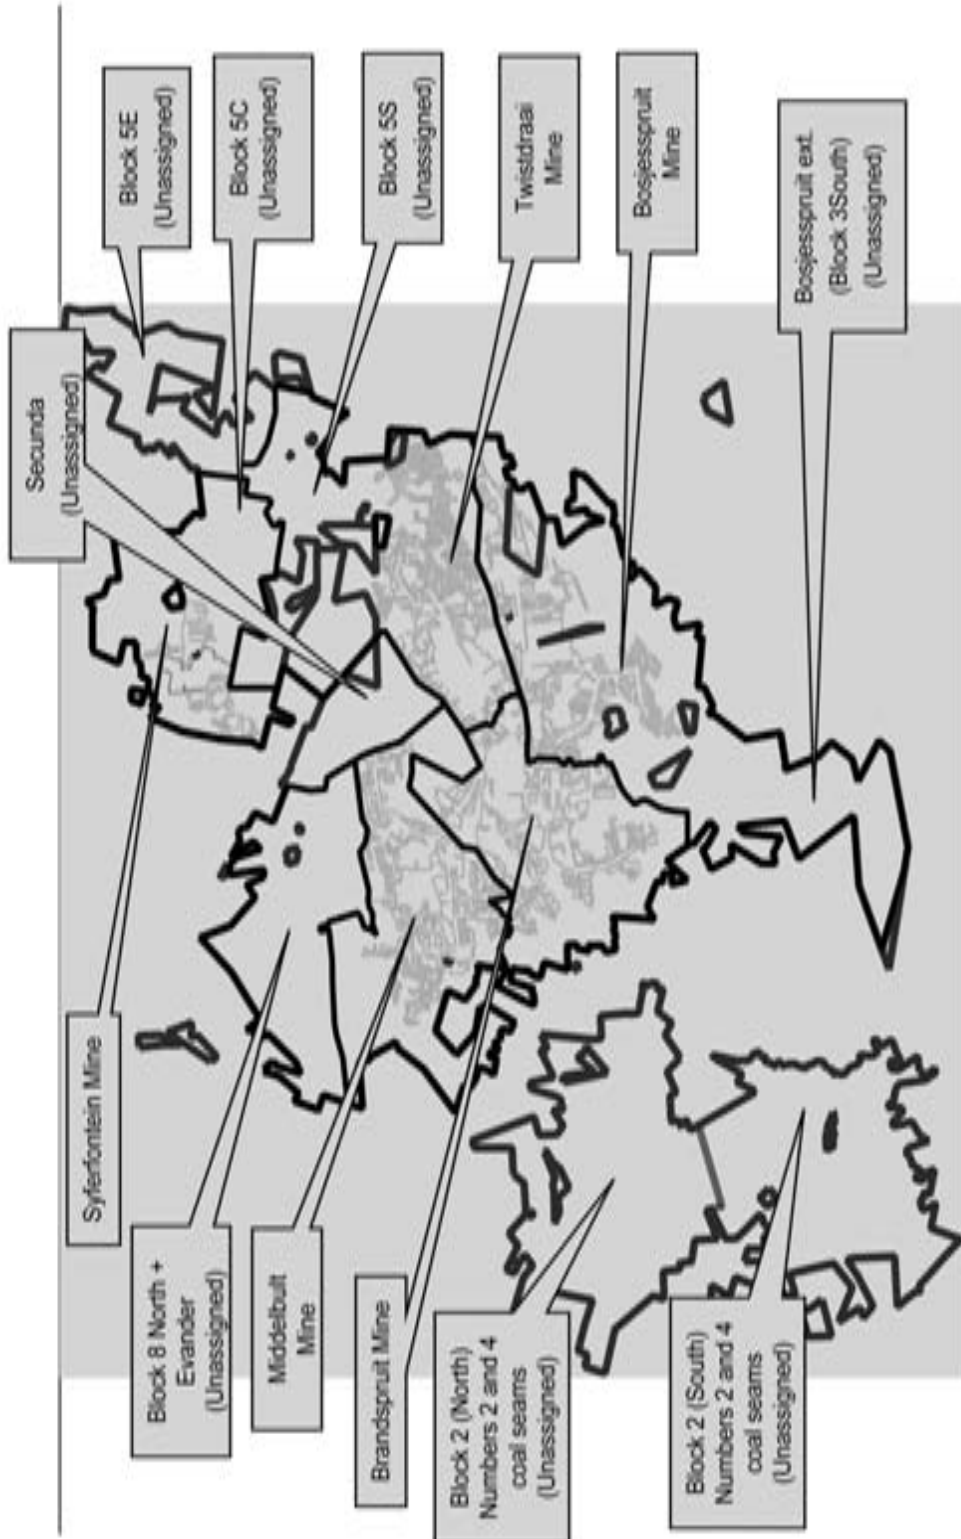 Secunda
(Unassigned)
Block 5E
(Unassigned)
Block 5C
(Unassigned)
Block 5S
(Unassigned)
Twistdraai
Mine
Bosjesspruit
Mine
Bosjesspruit ext.
(Block 3South)
(Unassigned)
Syferfontein Mine
Block 8 North +
Evander
(Unassigned)
Middelbult
Mine
Brandspruit Mine
Block 2 (North)
Numbers 2 and 4
coal seams
(Unassigned)
Block 2 (South)
Numbers 2 and 4
coal seams
(Unassigned)